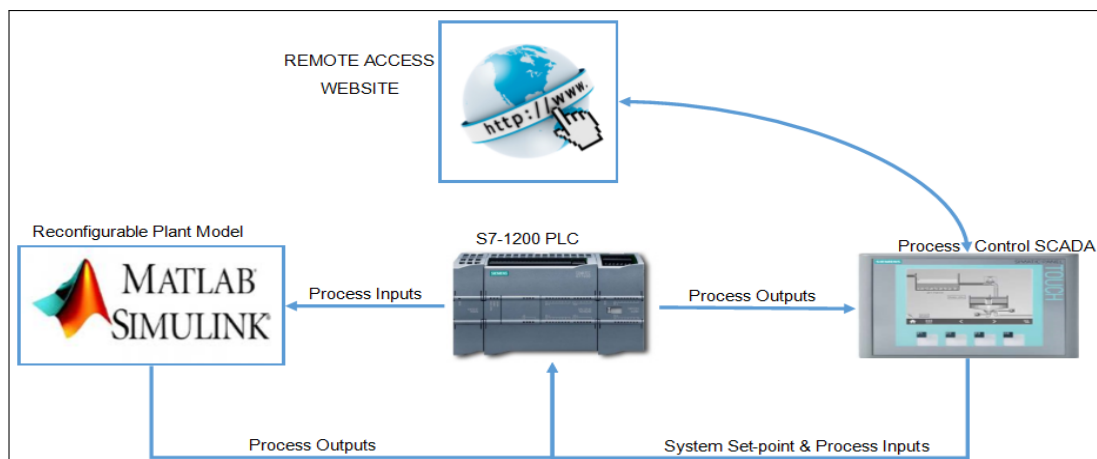 REMOTE ACCESS
WEBSITE
http://www.
Reconfigurable Plant Model
MATLAB®
SIMULINK®
S7-1200 PLC
Process Control SCADA
SIEMENS
TOUCH
Process Inputs
Process Outputs
Process Outputs
System Set-point & Process Inputs